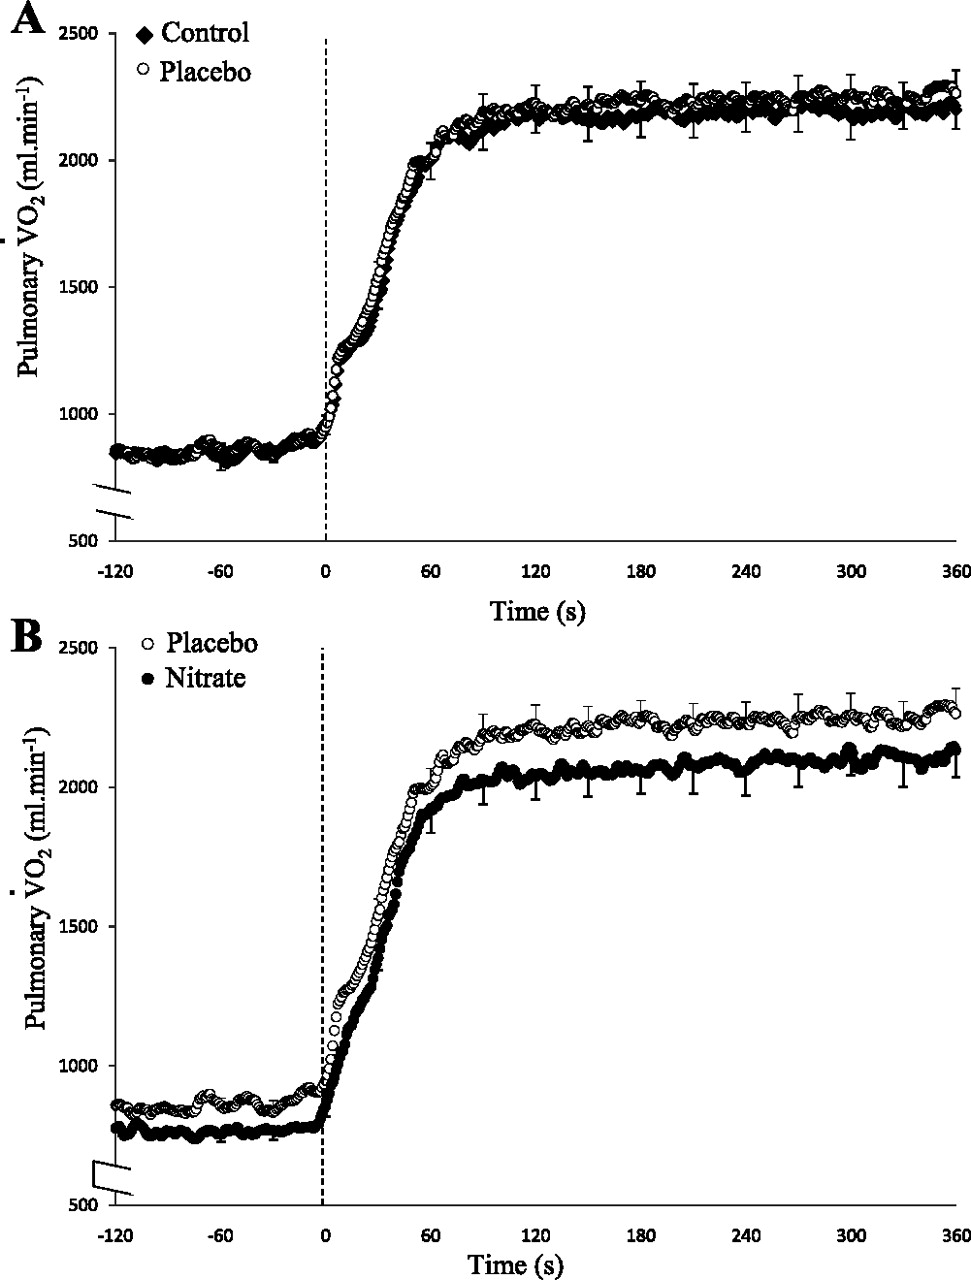 A
Control
Placebo
2500
2000
1500
1000
500
Pulmonary V̇O₂ (ml.min⁻¹)
-120 -60 0 60 120 180 240 300 360
Time (s)
B
Placebo
Nitrate
2500
2000
1500
1000
500
Pulmonary V̇O₂ (ml.min⁻¹)
-120 -60 0 60 120 180 240 300 360
Time (s)